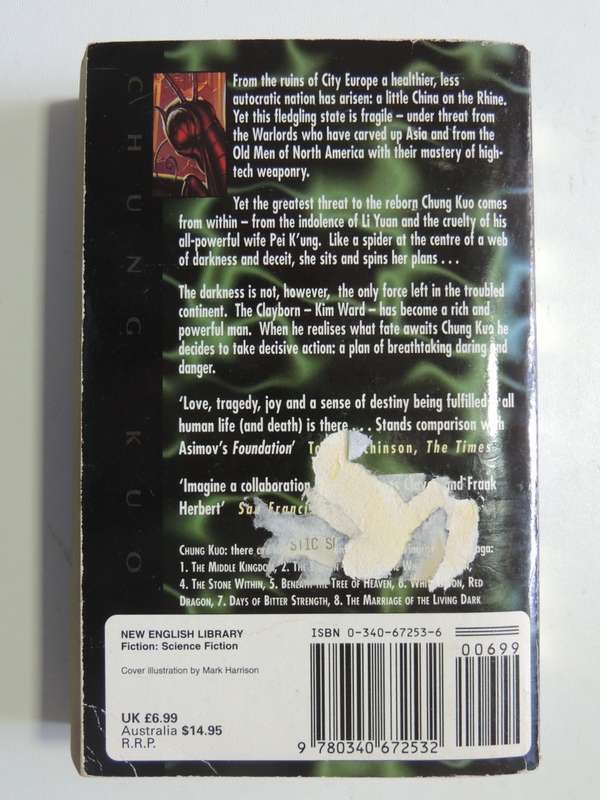 CHUNG KUO
From the ruins of City Europe a healthier, less
autocratic nation has arisen: a little China on the Rhine.
Yet this fledgling state is fragile – under threat from
the Warlords who have carved up Asia and from the
Old Men of North America with their mastery of high-
tech weaponry.
Yet the greatest threat to the reborn Chung Kuo comes
from within – from the indolence of Li Yuan and the cruelty of his
all-powerful wife Pei K'ung. Like a spider at the centre of a web
of darkness and deceit, she sits and spins her plans . . .
The darkness is not, however, the only force left in the troubled
continent. The Clayborn – Kim Ward – has become a rich and
powerful man. When he realises what fate awaits Chung Kuo he
decides to take decisive action: a plan of breathtaking daring and
danger.
'Love, tragedy, joy and a sense of destiny being fulfilled: all
human life (and death) is there . . . Stands comparison with
Asimov's Foundation' The Times
'Imagine a collaboration and Frank
Herbert' San
STIC
CHUNG KUO: there
1. THE MIDDLE KINGDOM, 2. THE
4. THE STONE WITHIN, 5. BENEATH THE TREE OF HEAVEN, 6. WHITE MOON, RED
DRAGON, 7. DAYS OF BITTER STRENGTH, 8. THE MARRIAGE OF THE LIVING DARK
NEW ENGLISH LIBRARY
Fiction: Science Fiction
Cover illustration by Mark Harrison
UK £6.99
Australia $14.95
R.R.P.
ISBN 0-340-67253-6
00699
9 780340 672532